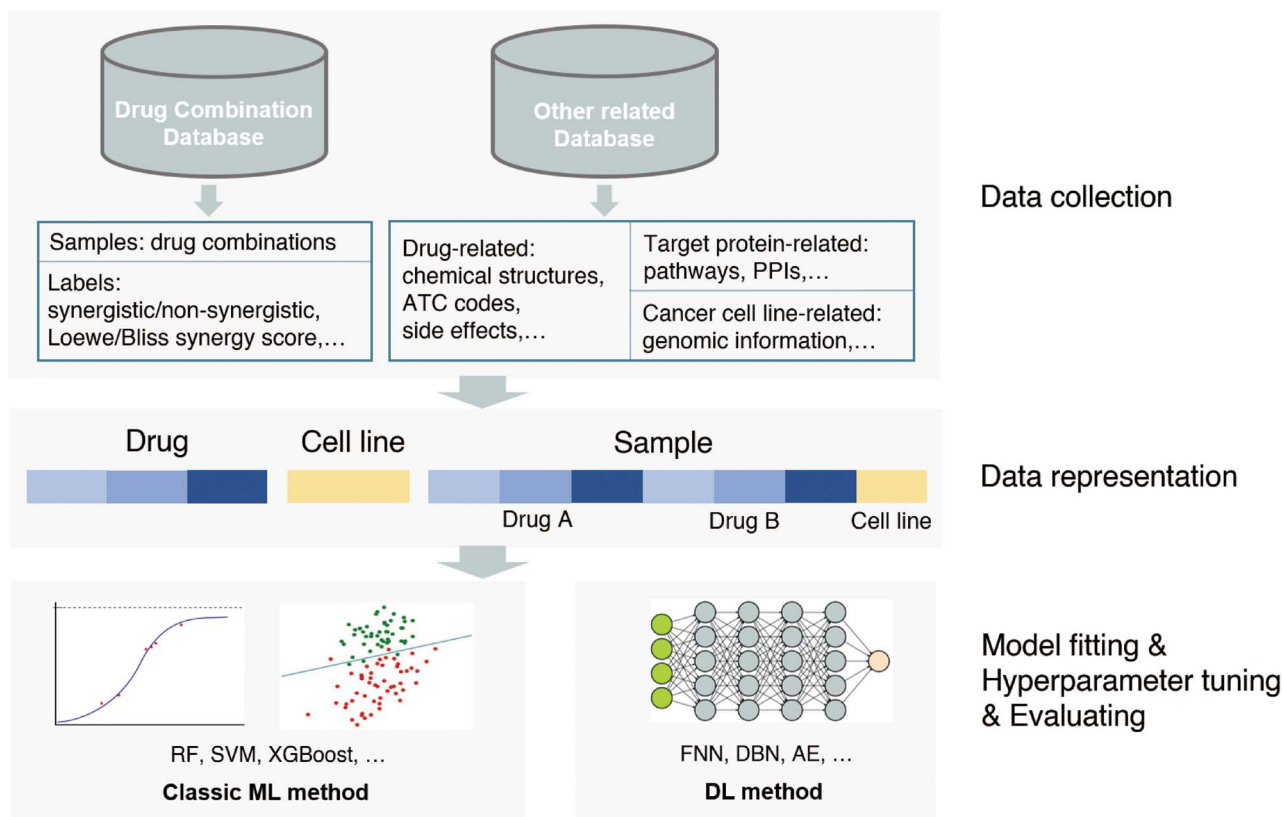 Drug Combination
Database
Other related
Database
Data collection
Samples: drug combinations
Labels:
synergistic/non-synergistic,
Loewe/Bliss synergy score,...
Drug-related:
chemical structures,
ATC codes,
side effects,...
Target protein-related:
pathways, PPIs,...
Cancer cell line-related:
genomic information,...
Drug
Cell line
Sample
Drug A
Drug B
Cell line
Data representation
RF, SVM, XGBoost, ...
Classic ML method
FNN, DBN, AE, ...
DL method
Model fitting &
Hyperparameter tuning
& Evaluating